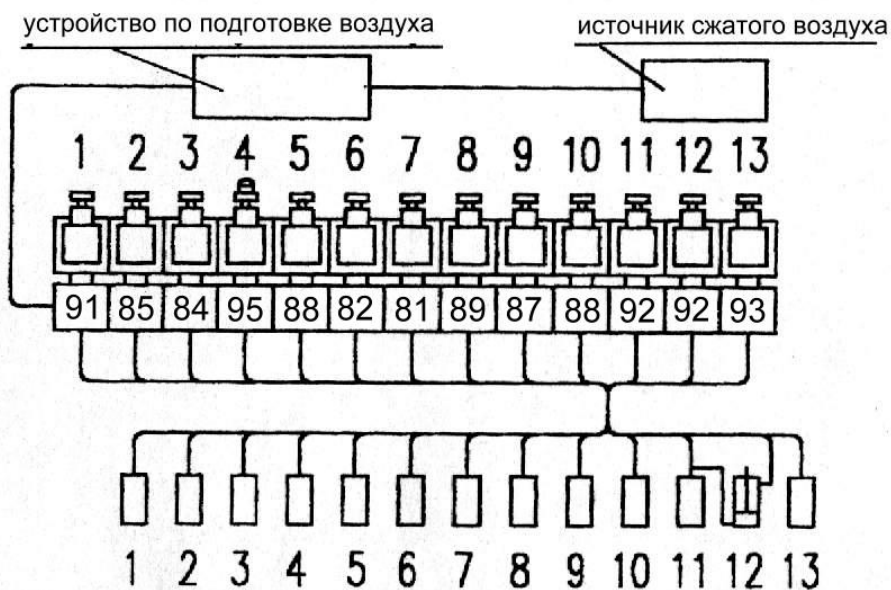 устройство по подготовке воздуха
источник сжатого воздуха
1 2 3 4 5 6 7 8 9 10 11 12 13
91 85 84 95 88 82 81 89 87 88 92 92 93
1 2 3 4 5 6 7 8 9 10 11 12 13